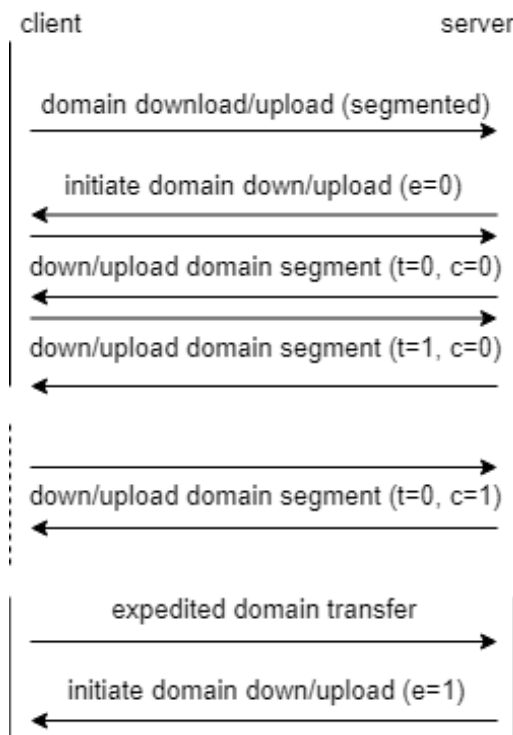 client server
domain download/upload (segmented)
initiate domain down/upload (e=0)
down/upload domain segment (t=0, c=0)
down/upload domain segment (t=1, c=0)
down/upload domain segment (t=0, c=1)
expedited domain transfer
initiate domain down/upload (e=1)